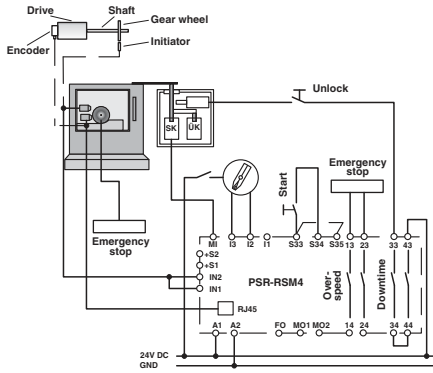 Drive
Shaft
Gear wheel
Encoder
Initiator
Unlock
SK
ÜK
Emergency
stop
Start
Emergency
stop
MI
I3
I2
I1
S33
S34
S35
13
23
33
43
+S2
+S1
IN2
IN1
PSR-RSM4
Over-
speed
Downtime
RJ45
A1
A2
FO
MO1
MO2
14
24
34
44
24V DC
GND